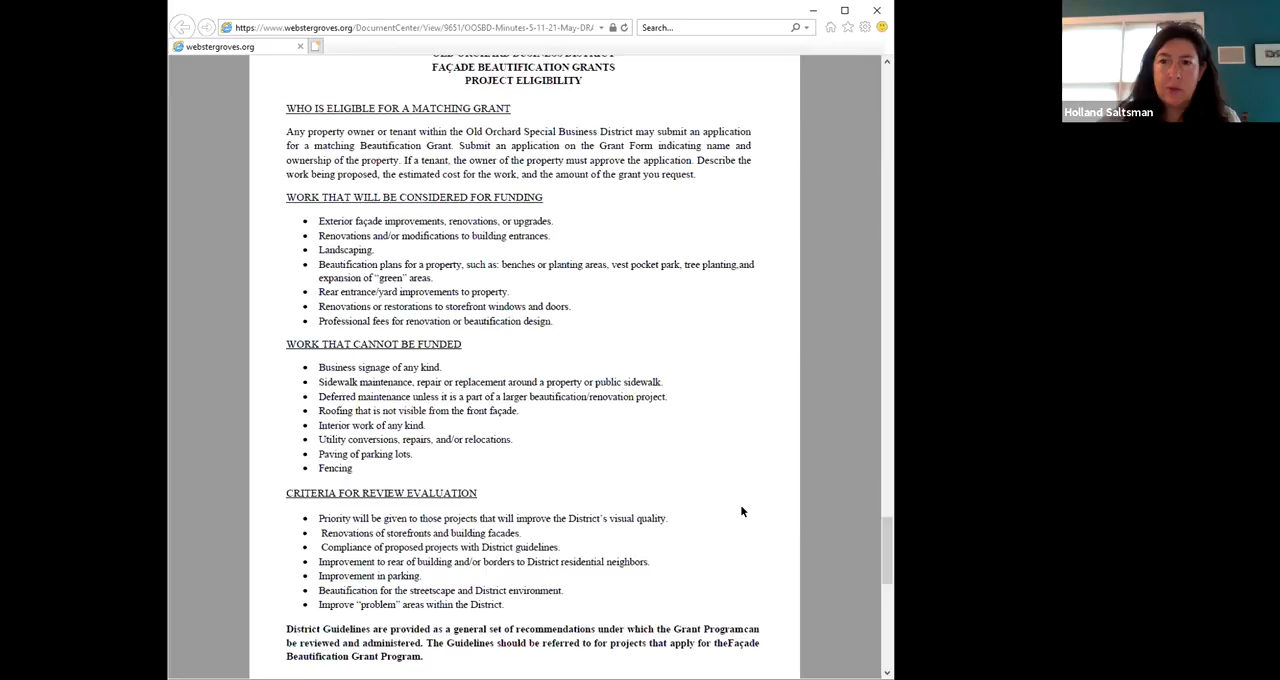 https://www.webstergroves.org/DocumentCenter/View/9651/OOSBD-Minutes-5-11-21-May-DRA
Search...
webstergroves.org
OLD ORCHARD BUSINESS DISTRICT
FAÇADE BEAUTIFICATION GRANTS
PROJECT ELIGIBILITY
Holland Saltsman
WHO IS ELIGIBLE FOR A MATCHING GRANT
Any property owner or tenant within the Old Orchard Special Business District may submit an application
for a matching Beautification Grant. Submit an application on the Grant Form indicating name and
ownership of the property. If a tenant, the owner of the property must approve the application. Describe the
work being proposed, the estimated cost for the work, and the amount of the grant you request.
WORK THAT WILL BE CONSIDERED FOR FUNDING
• Exterior façade improvements, renovations, or upgrades.
• Renovations and/or modifications to building entrances.
• Landscaping.
• Beautification plans for a property, such as: benches or planting areas, vest pocket park, tree planting,and
expansion of “green” areas.
• Rear entrance/yard improvements to property.
• Renovations or restorations to storefront windows and doors.
• Professional fees for renovation or beautification design.
WORK THAT CANNOT BE FUNDED
• Business signage of any kind.
• Sidewalk maintenance, repair or replacement around a property or public sidewalk.
• Deferred maintenance unless it is a part of a larger beautification/renovation project.
• Roofing that is not visible from the front façade.
• Interior work of any kind.
• Utility conversions, repairs, and/or relocations.
• Paving of parking lots.
• Fencing
CRITERIA FOR REVIEW EVALUATION
• Priority will be given to those projects that will improve the District’s visual quality.
• Renovations of storefronts and building facades.
• Compliance of proposed projects with District guidelines.
• Improvement to rear of building and/or borders to District residential neighbors.
• Improvement in parking.
• Beautification for the streetscape and District environment.
• Improve “problem” areas within the District.
District Guidelines are provided as a general set of recommendations under which the Grant Programcan
be reviewed and administered. The Guidelines should be referred to for projects that apply for theFaçade
Beautification Grant Program.